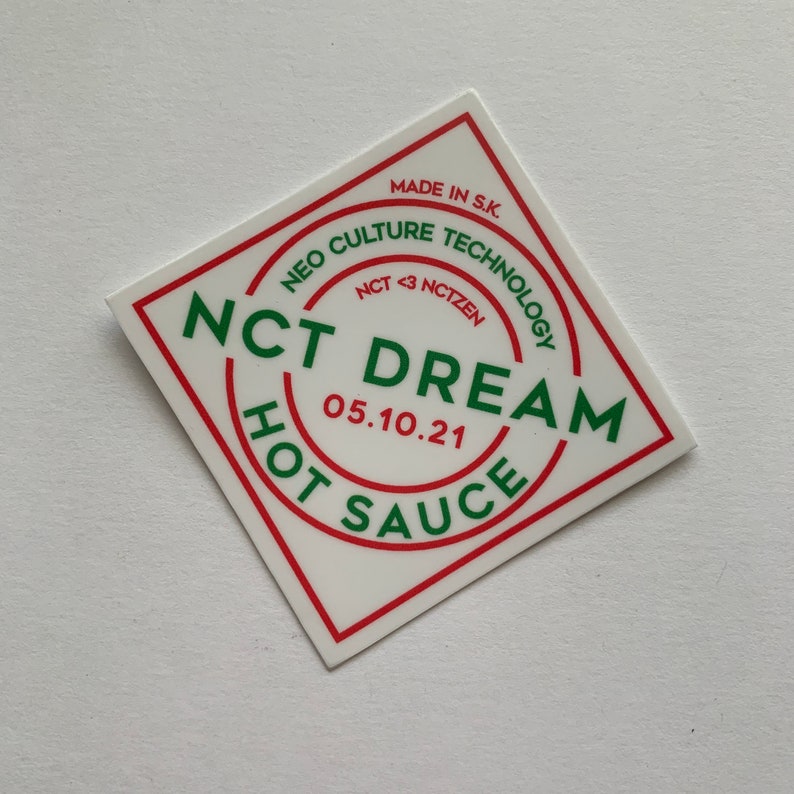 MADE IN S.K.
NEO CULTURE TECHNOLOGY
NCT <3 NCTZEN
NCT DREAM
05.10.21
HOT SAUCE